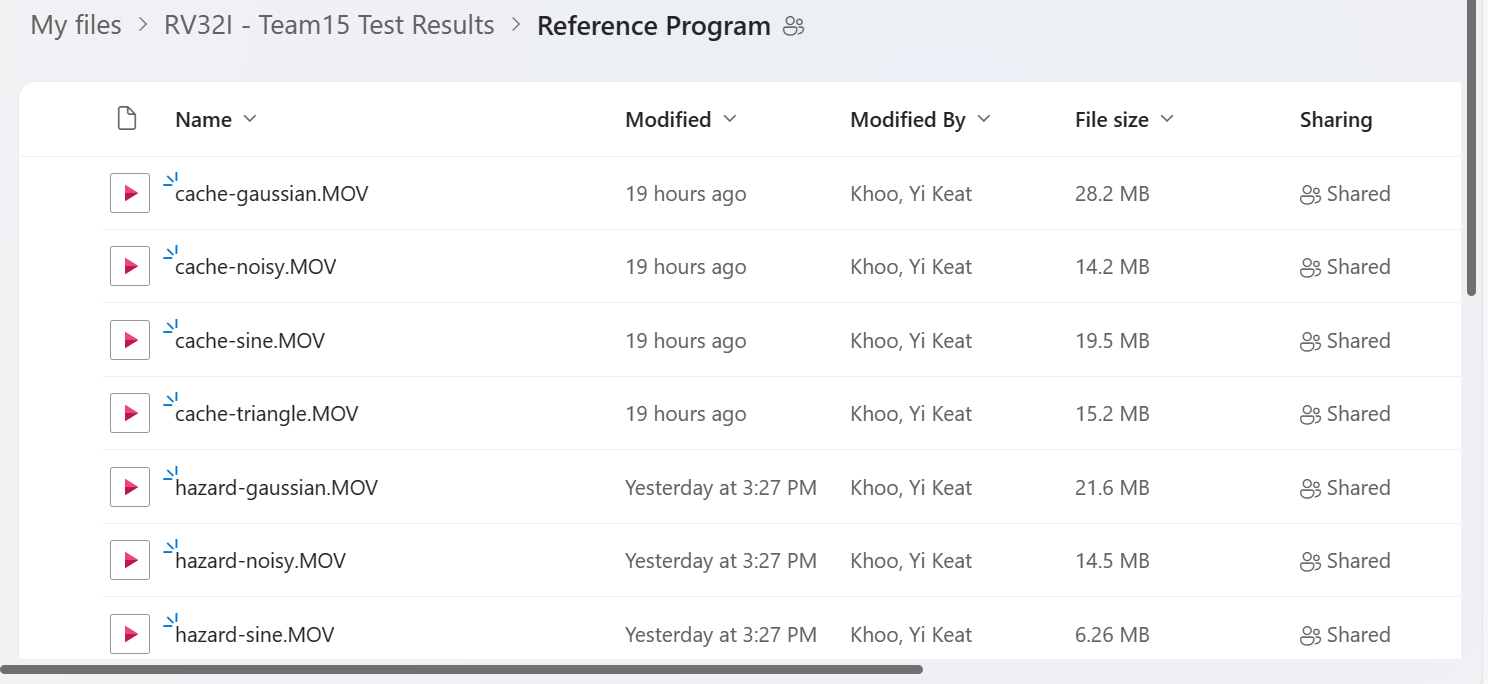 My files > RV32I - Team15 Test Results > Reference Program
Name Modified Modified By File size Sharing
cache-gaussian.MOV 19 hours ago Khoo, Yi Keat 28.2 MB Shared
cache-noisy.MOV 19 hours ago Khoo, Yi Keat 14.2 MB Shared
cache-sine.MOV 19 hours ago Khoo, Yi Keat 19.5 MB Shared
cache-triangle.MOV 19 hours ago Khoo, Yi Keat 15.2 MB Shared
hazard-gaussian.MOV Yesterday at 3:27 PM Khoo, Yi Keat 21.6 MB Shared
hazard-noisy.MOV Yesterday at 3:27 PM Khoo, Yi Keat 14.5 MB Shared
hazard-sine.MOV Yesterday at 3:27 PM Khoo, Yi Keat 6.26 MB Shared